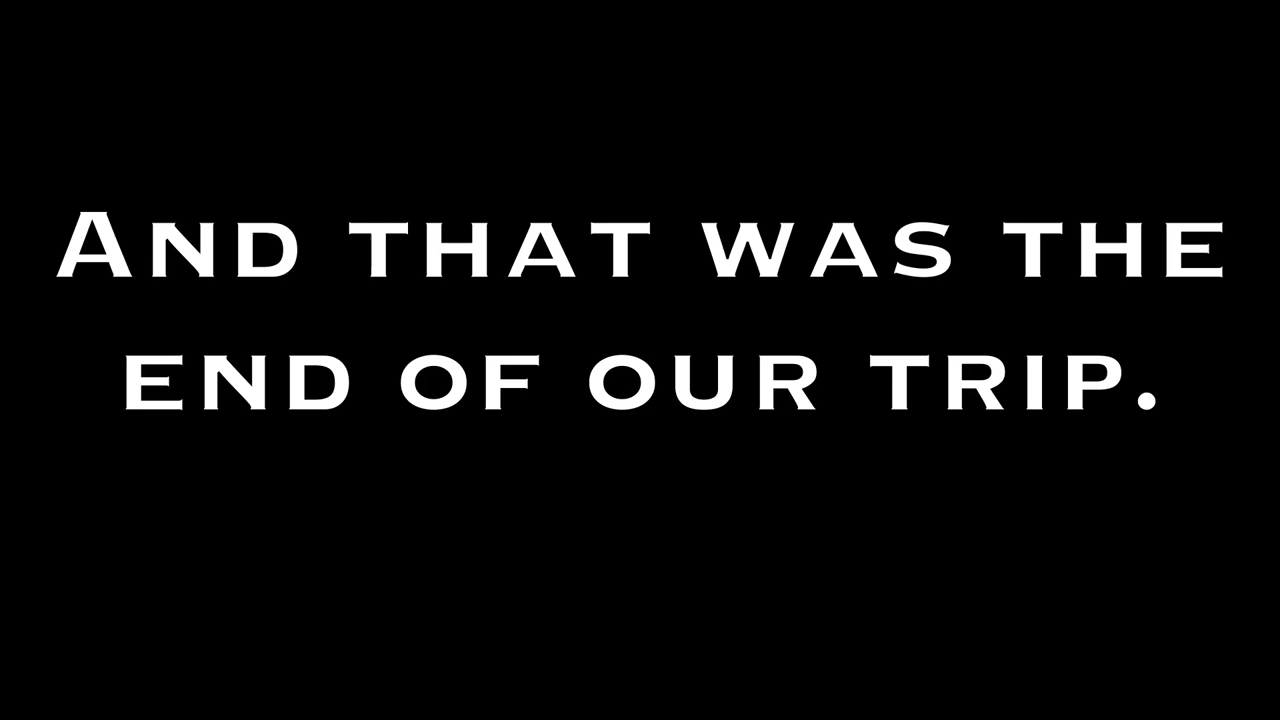 And that was the
end of our trip.